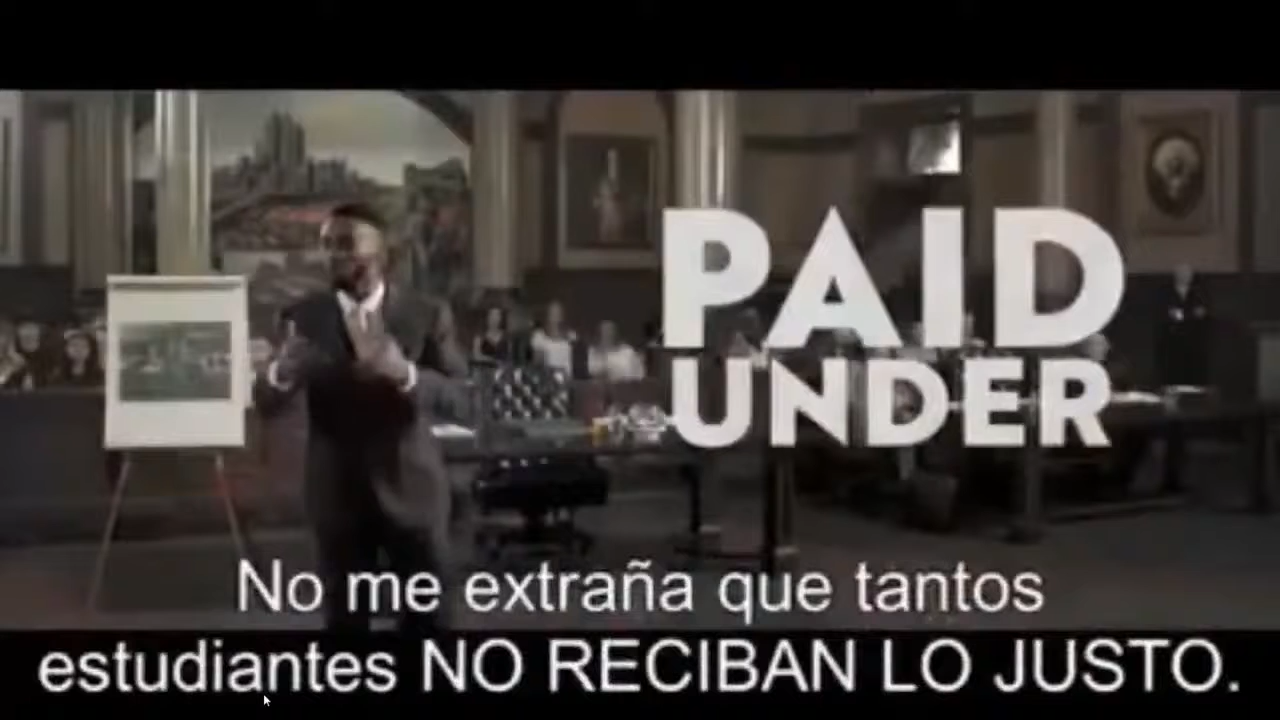 PAID
UNDER
No me extraña que tantos
estudiantes NO RECIBAN LO JUSTO.